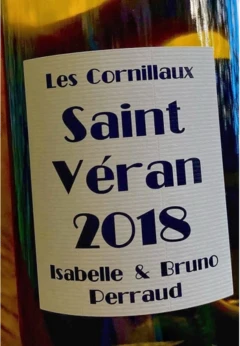 Les Cornillaux
Saint
Véran
2018
Isabelle & Bruno
Perraud